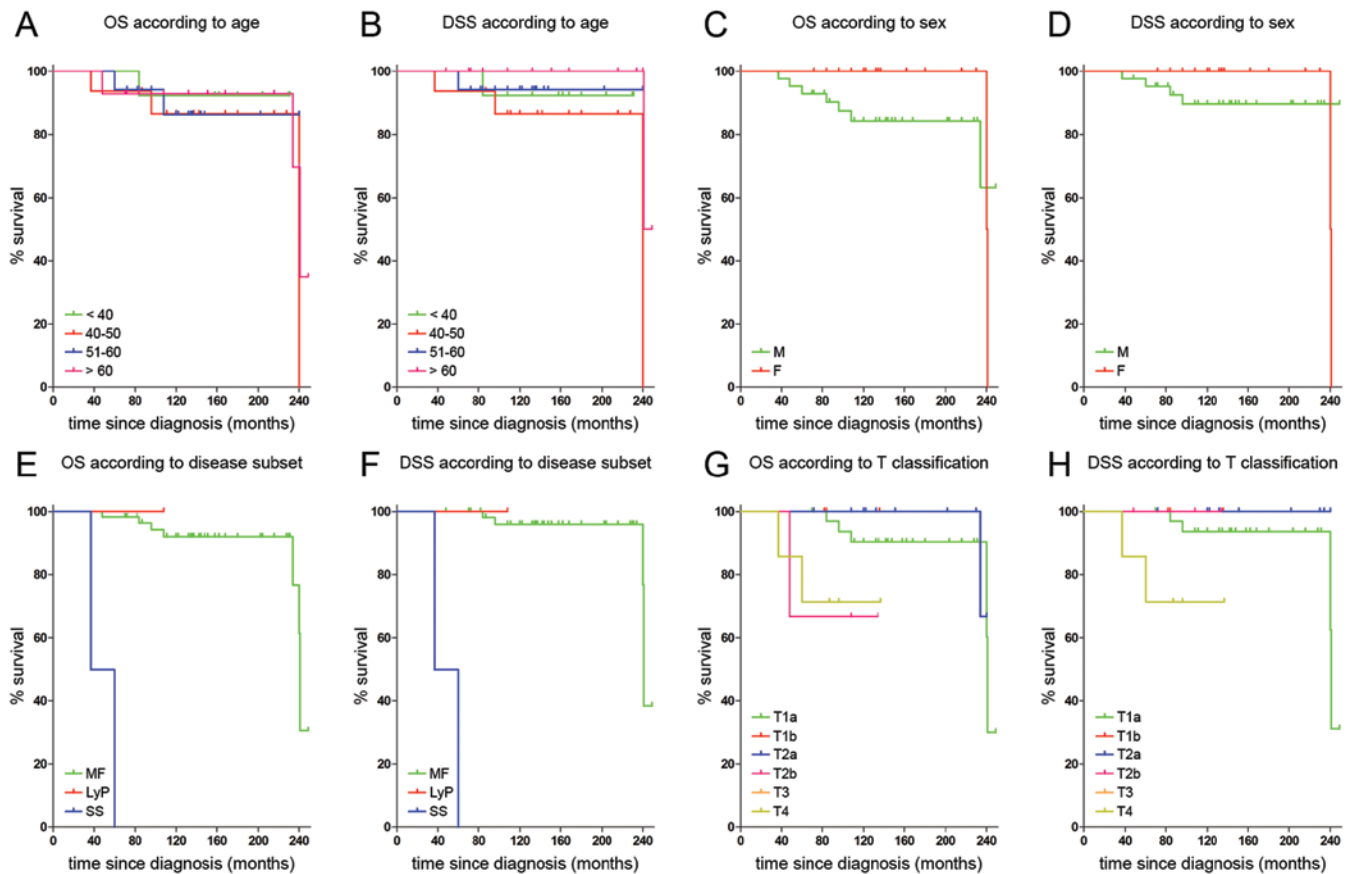 A OS according to age
B DSS according to age
C OS according to sex
D DSS according to sex
% survival
100
80
60
40
20
0
< 40
40-50
51-60
> 60
0 40 80 120 160 200 240
time since diagnosis (months)
% survival
100
80
60
40
20
0
< 40
40-50
51-60
> 60
0 40 80 120 160 200 240
time since diagnosis (months)
% survival
100
80
60
40
20
0
M
F
0 40 80 120 160 200 240
time since diagnosis (months)
% survival
100
80
60
40
20
0
M
F
0 40 80 120 160 200 240
time since diagnosis (months)
E OS according to disease subset
F DSS according to disease subset
G OS according to T classification
H DSS according to T classification
% survival
100
80
60
40
20
0
MF
LyP
SS
0 40 80 120 160 200 240
time since diagnosis (months)
% survival
100
80
60
40
20
0
MF
LyP
SS
0 40 80 120 160 200 240
time since diagnosis (months)
% survival
100
80
60
40
20
0
T1a
T1b
T2a
T2b
T3
T4
0 40 80 120 160 200 240
time since diagnosis (months)
% survival
100
80
60
40
20
0
T1a
T1b
T2a
T2b
T3
T4
0 40 80 120 160 200 240
time since diagnosis (months)